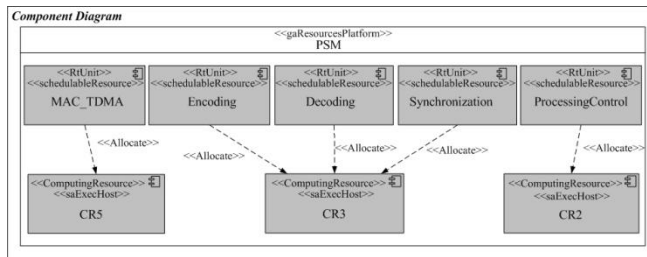 Component Diagram
<<gaResourcesPlatform>>
PSM
<<RtUnit>>
<<schedulableResource>>
MAC_TDMA
<<RtUnit>>
<<schedulableResource>>
Encoding
<<RtUnit>>
<<schedulableResource>>
Decoding
<<RtUnit>>
<<schedulableResource>>
Synchronization
<<RtUnit>>
<<schedulableResource>>
ProcessingControl
<<Allocate>>
<<Allocate>>
<<Allocate>>
<<Allocate>>
<<Allocate>>
<<ComputingResource>>
<<saExecHost>>
CR5
<<ComputingResource>>
<<saExecHost>>
CR3
<<ComputingResource>>
<<saExecHost>>
CR2